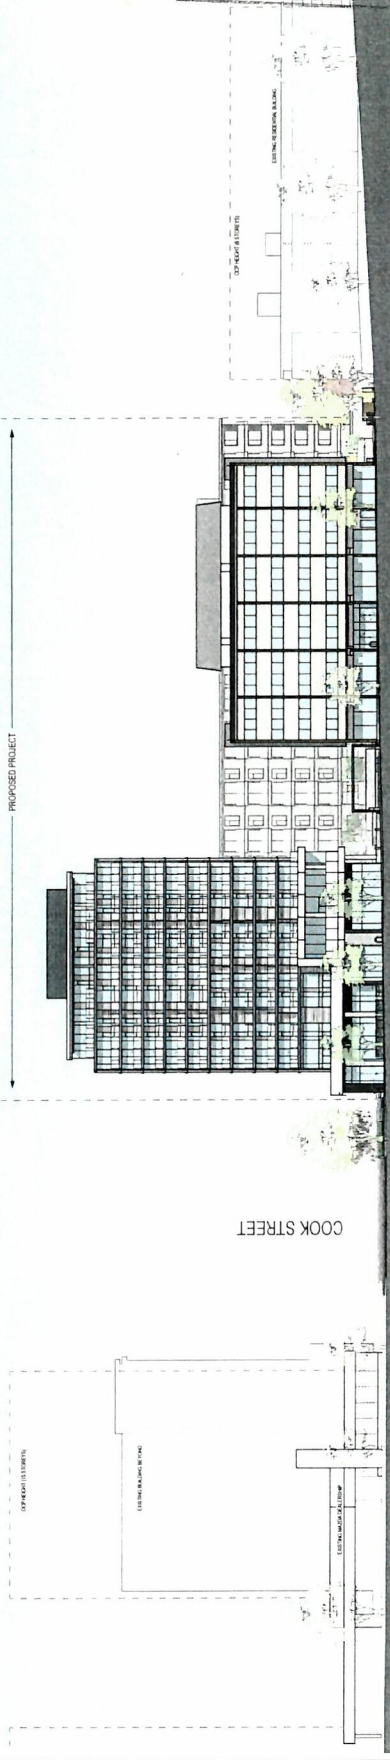 PROPOSED PROJECT
OCP HEIGHT (15 STOREYS)
EXISTING BUILDING BEYOND
EXISTING MAZDA DEALERSHIP
COOK STREET
OCP HEIGHT (6 STOREYS)
EXISTING RESIDENTIAL BUILDING